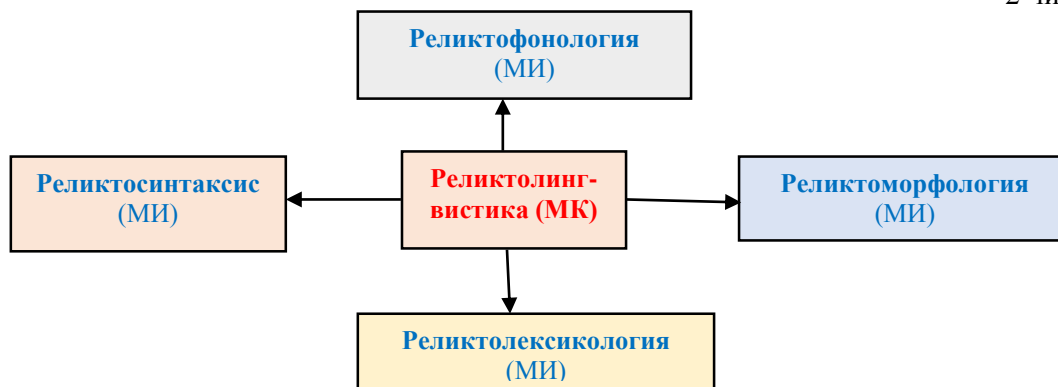 Реликтофонология
(МИ)
Реликтосинтаксис
(МИ)
Реликтолинг-
вистика (МК)
Реликтоморфология
(МИ)
Реликтолексикология
(МИ)